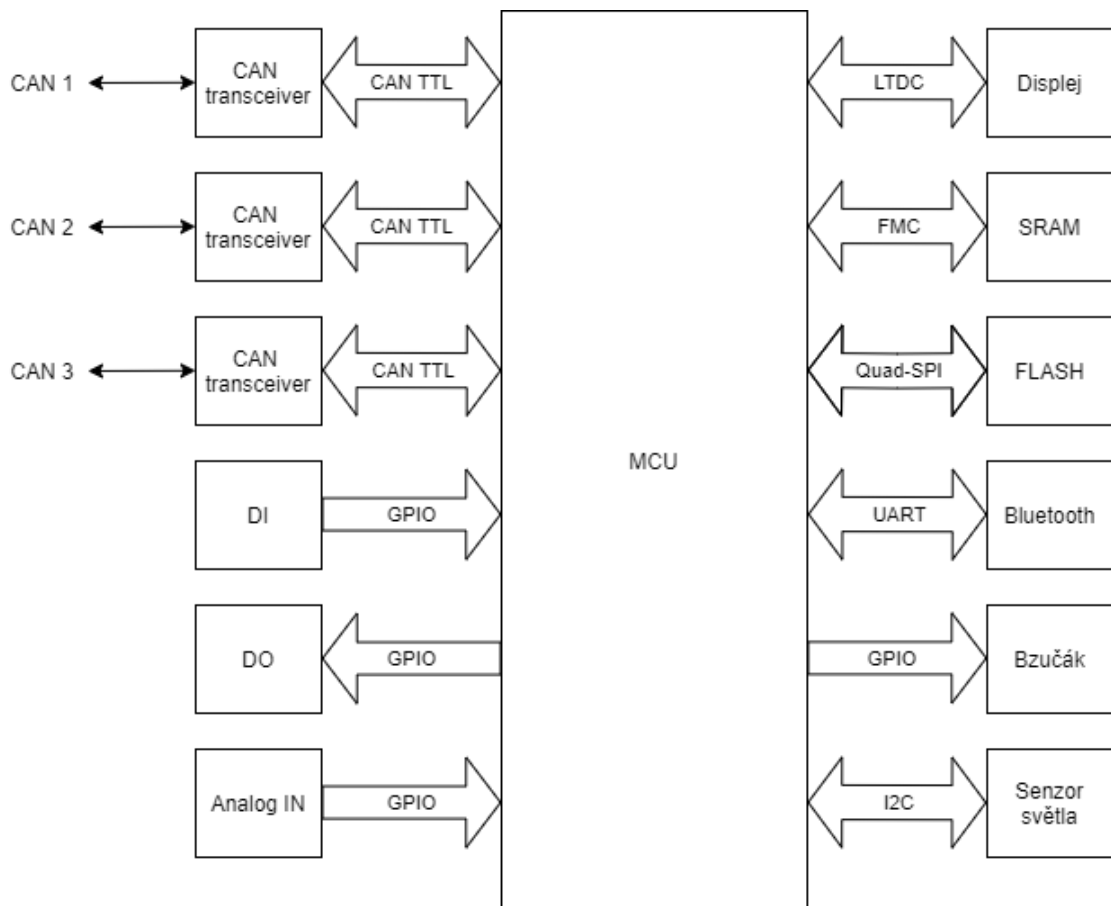 CAN 1
CAN
transceiver
CAN TTL
LTDC
Displej
CAN 2
CAN
transceiver
CAN TTL
FMC
SRAM
CAN 3
CAN
transceiver
CAN TTL
Quad-SPI
FLASH
MCU
DI
GPIO
UART
Bluetooth
DO
GPIO
GPIO
Bzučák
Analog IN
GPIO
I2C
Senzor
světla